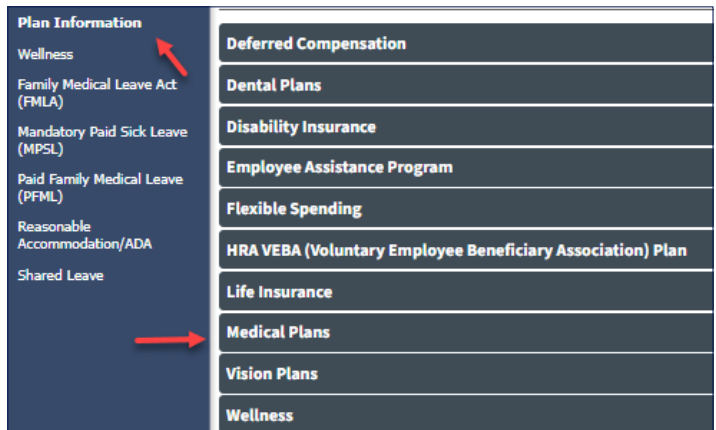 Plan Information
Wellness
Family Medical Leave Act
(FMLA)
Mandatory Paid Sick Leave
(MPSL)
Paid Family Medical Leave
(PFML)
Reasonable
Accommodation/ADA
Shared Leave
Deferred Compensation
Dental Plans
Disability Insurance
Employee Assistance Program
Flexible Spending
HRA VEBA (Voluntary Employee Beneficiary Association) Plan
Life Insurance
Medical Plans
Vision Plans
Wellness